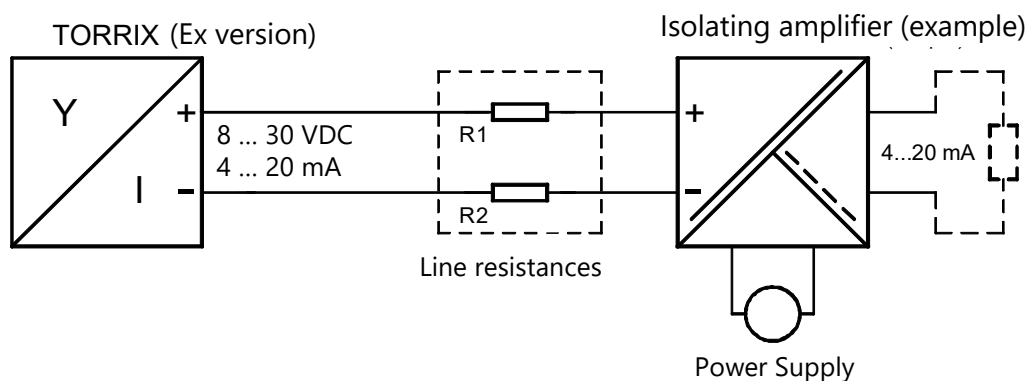 TORRIX (Ex version)
Isolating amplifier (example)
Y
I
+
−
8 ... 30 VDC
4 ... 20 mA
R1
R2
Line resistances
+
−
4...20 mA
Power Supply